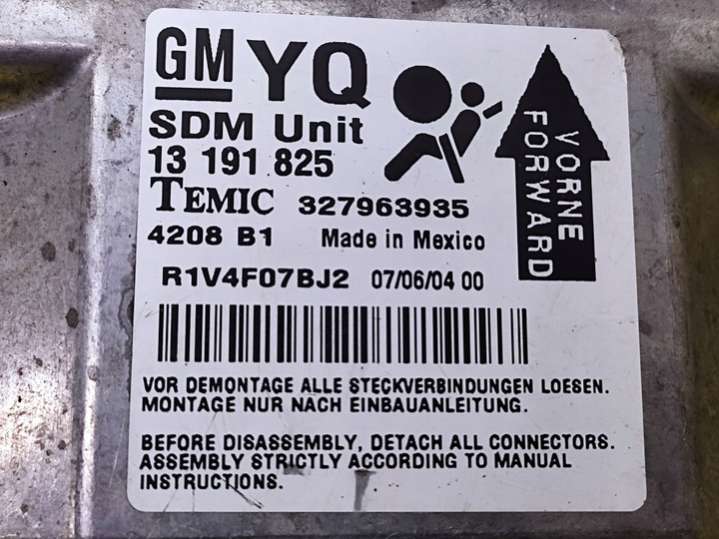 GM YQ
SDM Unit
13 191 825
TEMIC 327963935
4208 B1 Made in Mexico
R1V4F07BJ2 07/06/04 00
VORNE
FORWARD
VOR DEMONTAGE ALLE STECKVERBINDUNGEN LOESEN.
MONTAGE NUR NACH EINBAUANLEITUNG.
BEFORE DISASSEMBLY, DETACH ALL CONNECTORS.
ASSEMBLY STRICTLY ACCORDING TO MANUAL
INSTRUCTIONS.